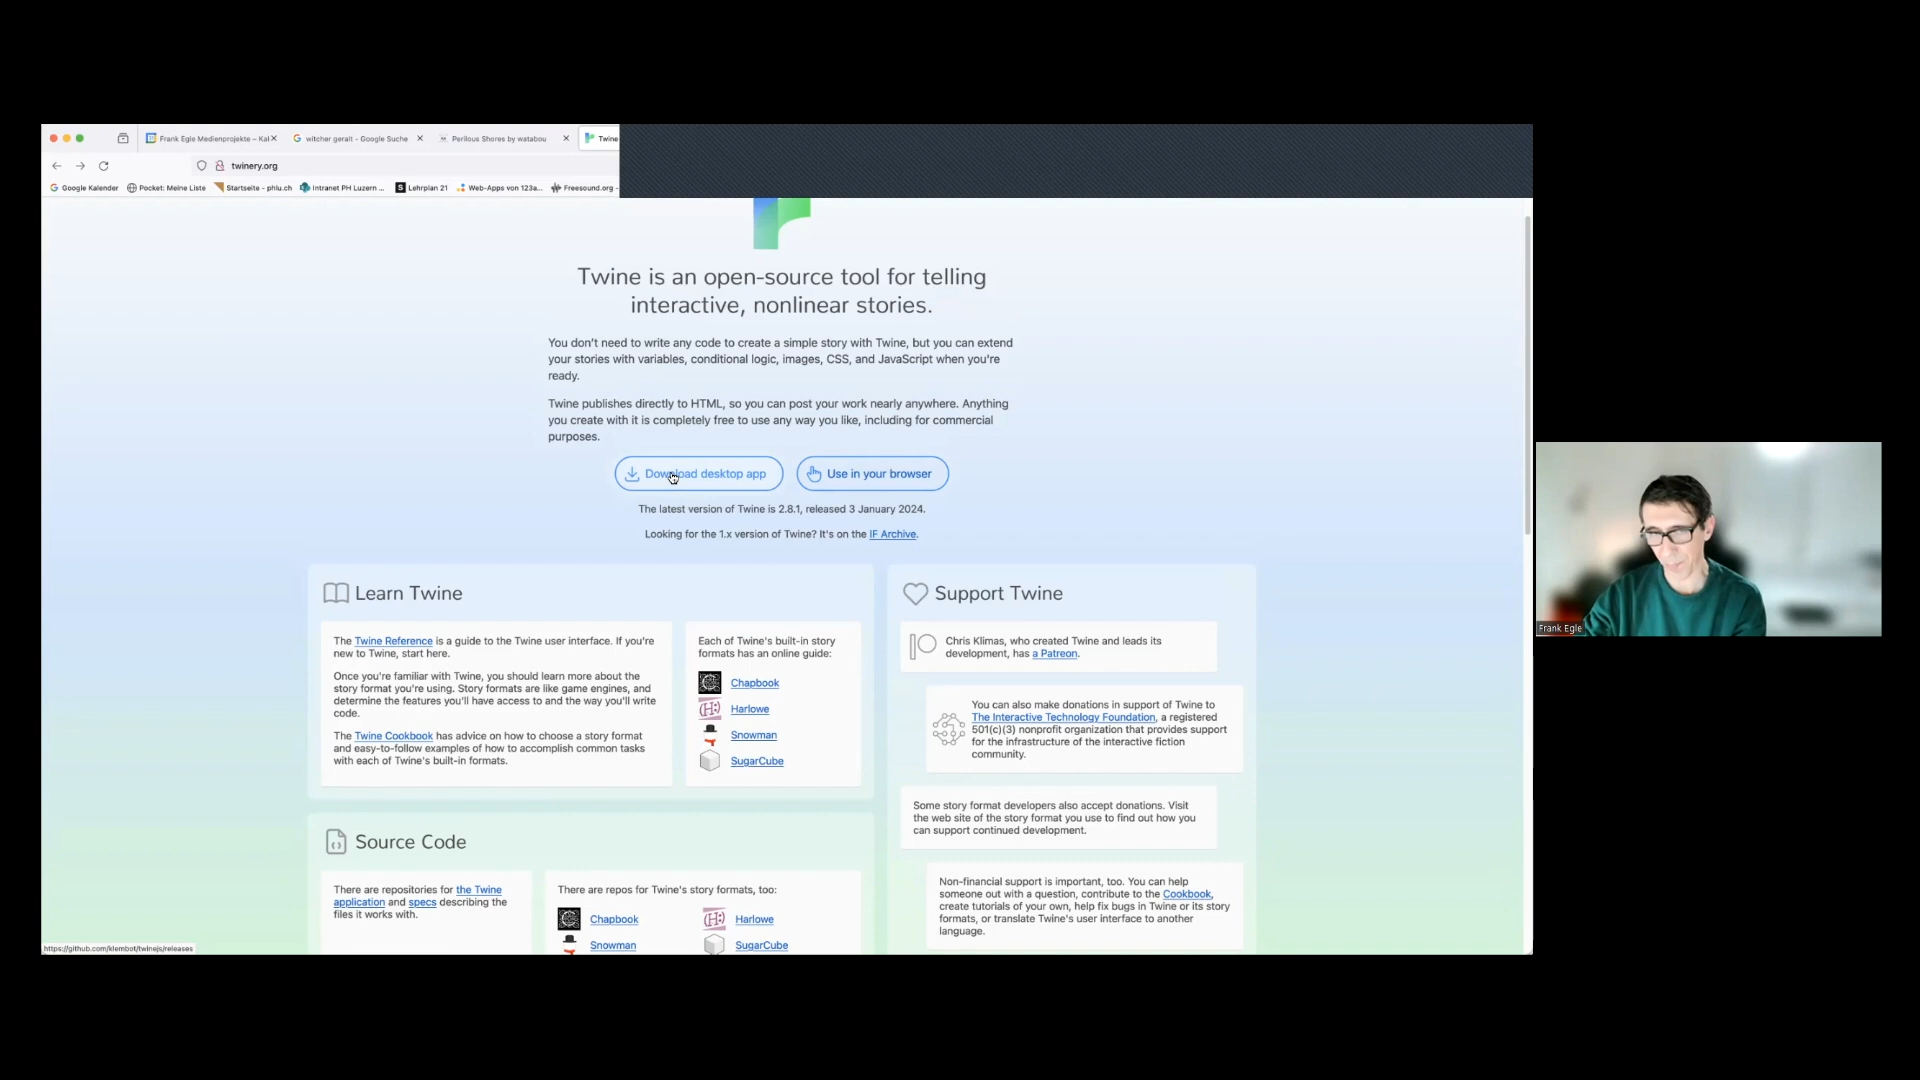 Frank Egle Medienprojekte – Kal
witcher geralt - Google Suche
Perilous Shores by watabou
Twine
twinery.org
Google Kalender
Pocket: Meine Liste
Startseite - phlu.ch
Intranet PH Luzern ...
Lehrplan 21
Web-Apps von 123a...
Freesound.org -
Twine is an open-source tool for telling
interactive, nonlinear stories.
You don't need to write any code to create a simple story with Twine, but you can extend
your stories with variables, conditional logic, images, CSS, and JavaScript when you're
ready.
Twine publishes directly to HTML, so you can post your work nearly anywhere. Anything
you create with it is completely free to use any way you like, including for commercial
purposes.
Download desktop app
Use in your browser
The latest version of Twine is 2.8.1, released 3 January 2024.
Looking for the 1.x version of Twine? It's on the IF Archive.
Learn Twine
The Twine Reference is a guide to the Twine user interface. If you're
new to Twine, start here.
Once you're familiar with Twine, you should learn more about the
story format you're using. Story formats are like game engines, and
determine the features you'll have access to and the way you'll write
code.
The Twine Cookbook has advice on how to choose a story format
and easy-to-follow examples of how to accomplish common tasks
with each of Twine's built-in formats.
Each of Twine's built-in story
formats has an online guide:
Chapbook
Harlowe
Snowman
SugarCube
Support Twine
Chris Klimas, who created Twine and leads its
development, has a Patreon.
You can also make donations in support of Twine to
The Interactive Technology Foundation, a registered
501(c)(3) nonprofit organization that provides support
for the infrastructure of the interactive fiction
community.
Some story format developers also accept donations. Visit
the web site of the story format you use to find out how you
can support continued development.
Non-financial support is important, too. You can help
someone out with a question, contribute to the Cookbook,
create tutorials of your own, help fix bugs in Twine or its story
formats, or translate Twine's user interface to another
language.
Source Code
There are repositories for the Twine
application and specs describing the
files it works with.
There are repos for Twine's story formats, too:
Chapbook
Harlowe
Snowman
SugarCube
https://github.com/klembot/twinejs/releases
Frank Egle